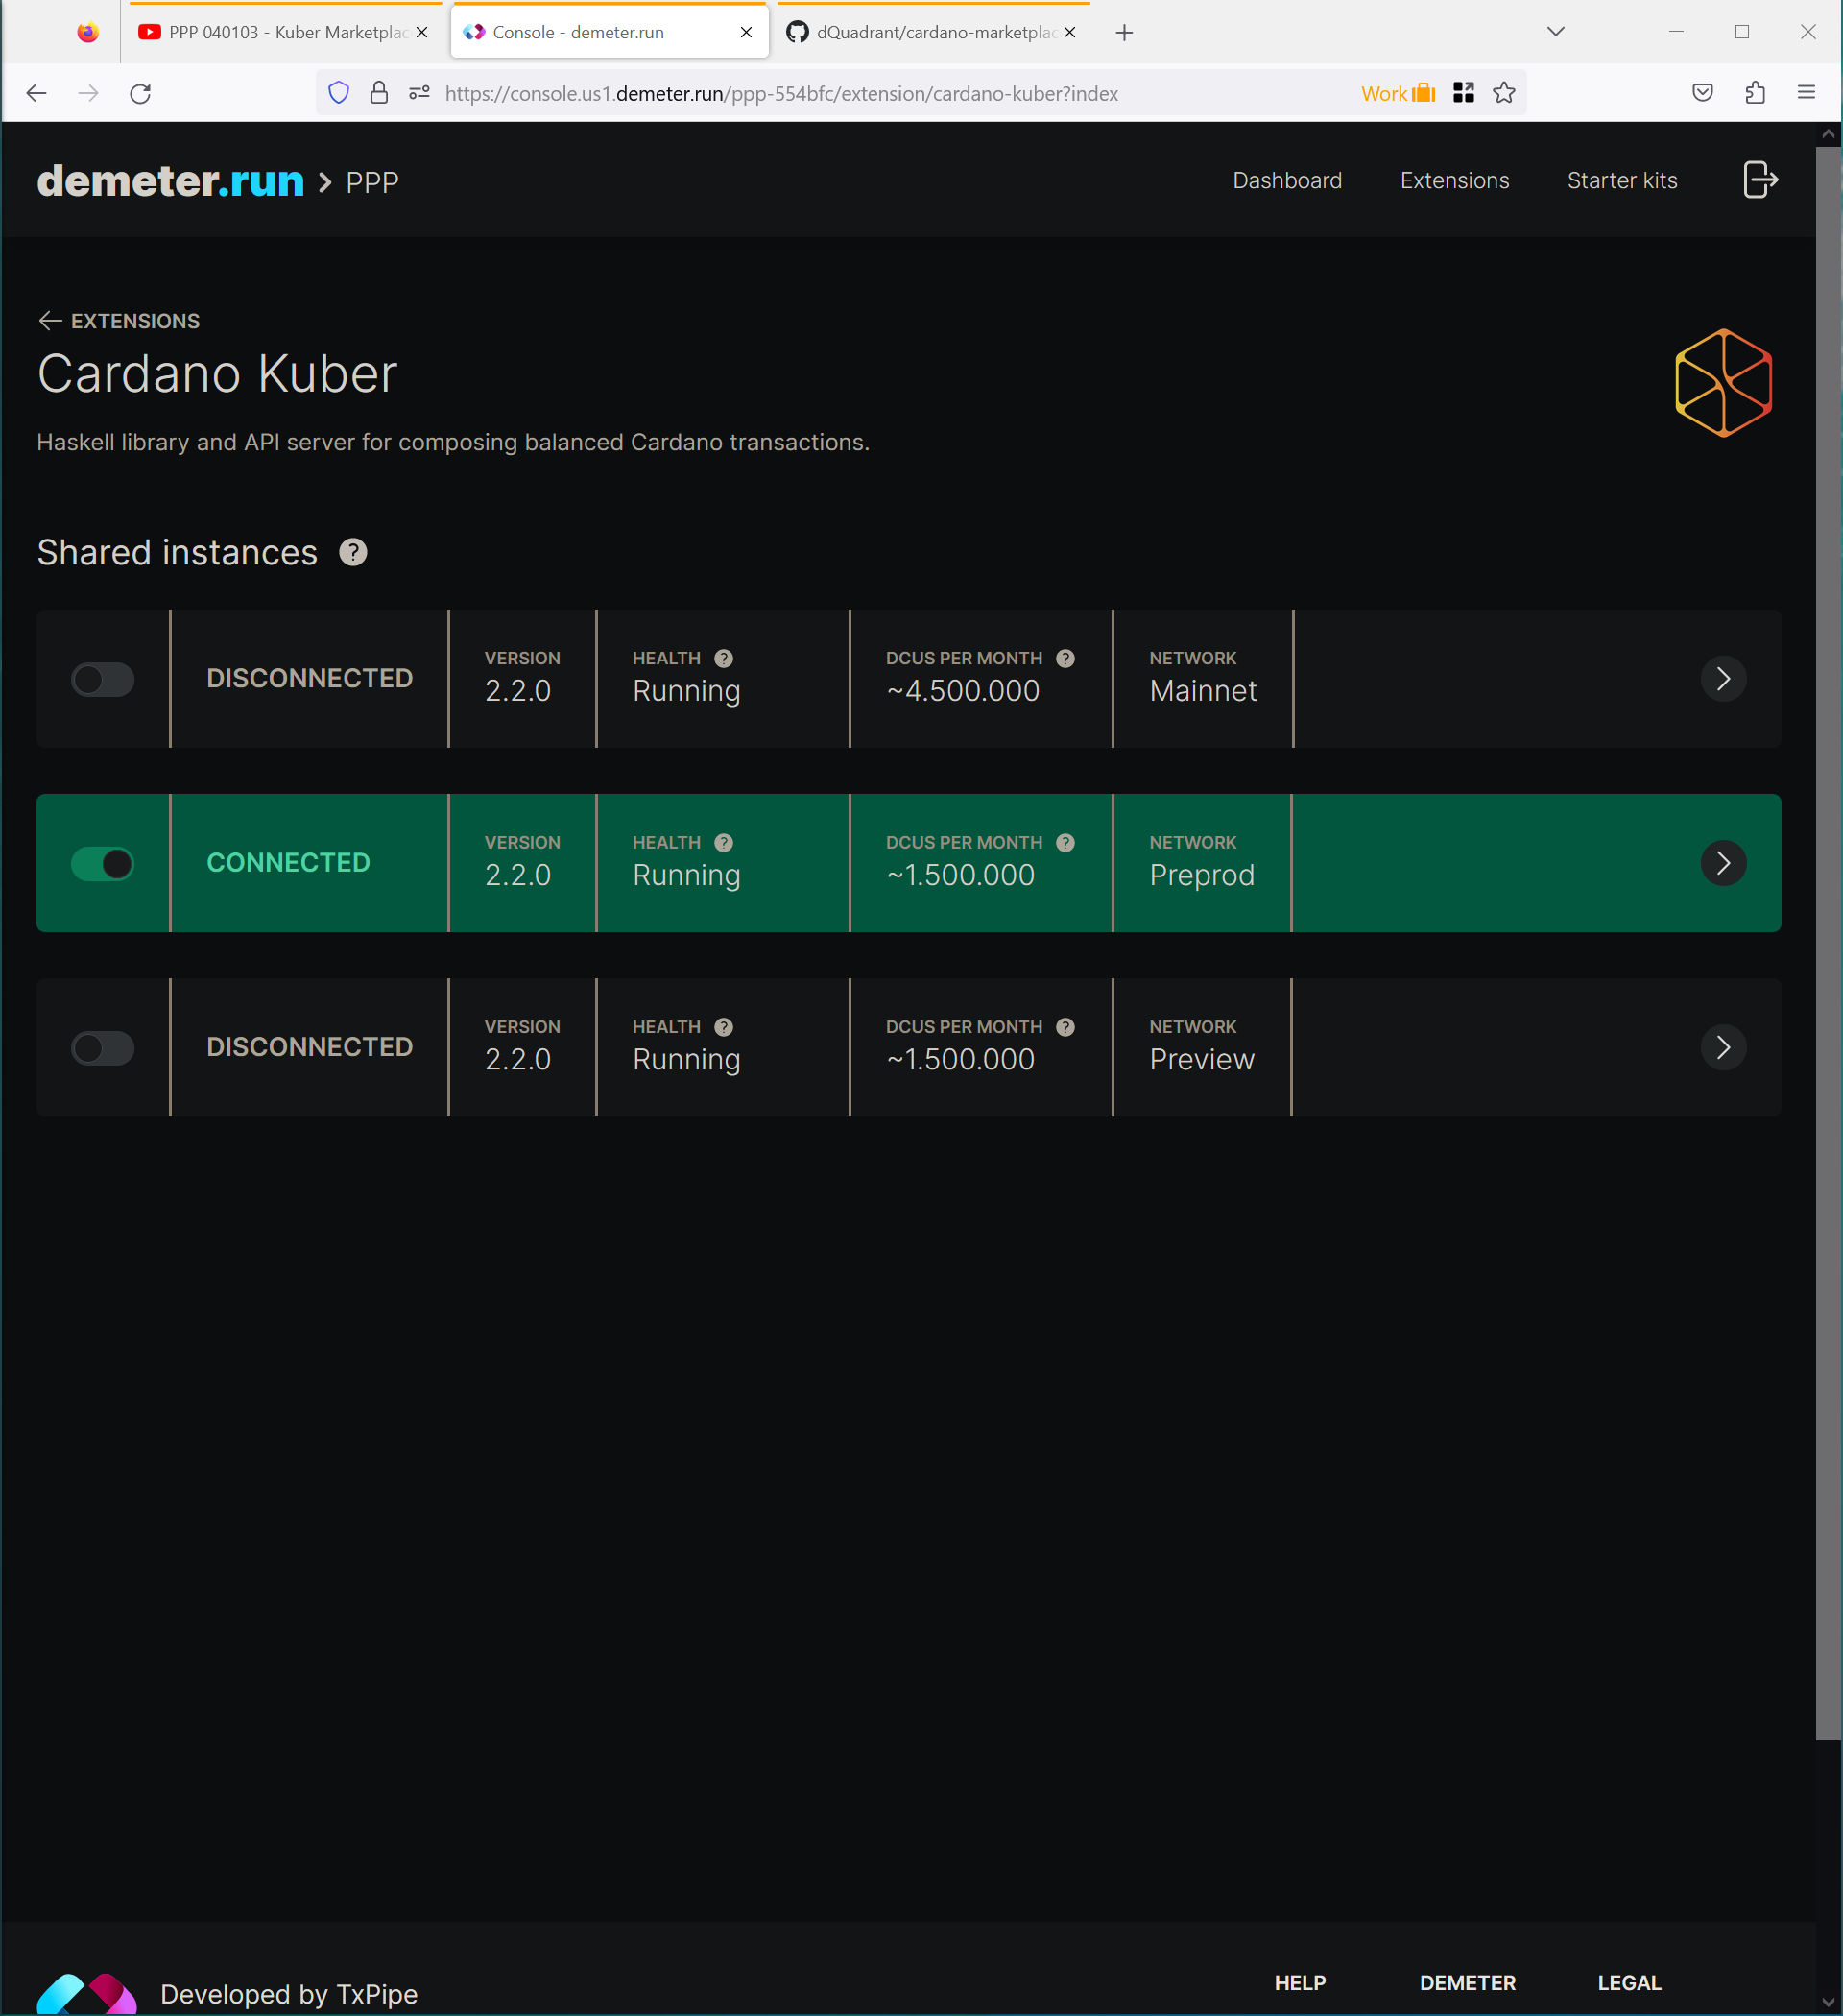 PPP 040103 - Kuber Marketplac
Console - demeter.run
dQuadrant/cardano-marketplac
https://console.us1.demeter.run/ppp-554bfc/extension/cardano-kuber?index
Work
demeter.run > PPP
Dashboard
Extensions
Starter kits
← EXTENSIONS
Cardano Kuber
Haskell library and API server for composing balanced Cardano transactions.
Shared instances ?
DISCONNECTED
VERSION
2.2.0
HEALTH ?
Running
DCUS PER MONTH ?
~4.500.000
NETWORK
Mainnet
CONNECTED
VERSION
2.2.0
HEALTH ?
Running
DCUS PER MONTH ?
~1.500.000
NETWORK
Preprod
DISCONNECTED
VERSION
2.2.0
HEALTH ?
Running
DCUS PER MONTH ?
~1.500.000
NETWORK
Preview
Developed by TxPipe
HELP
DEMETER
LEGAL